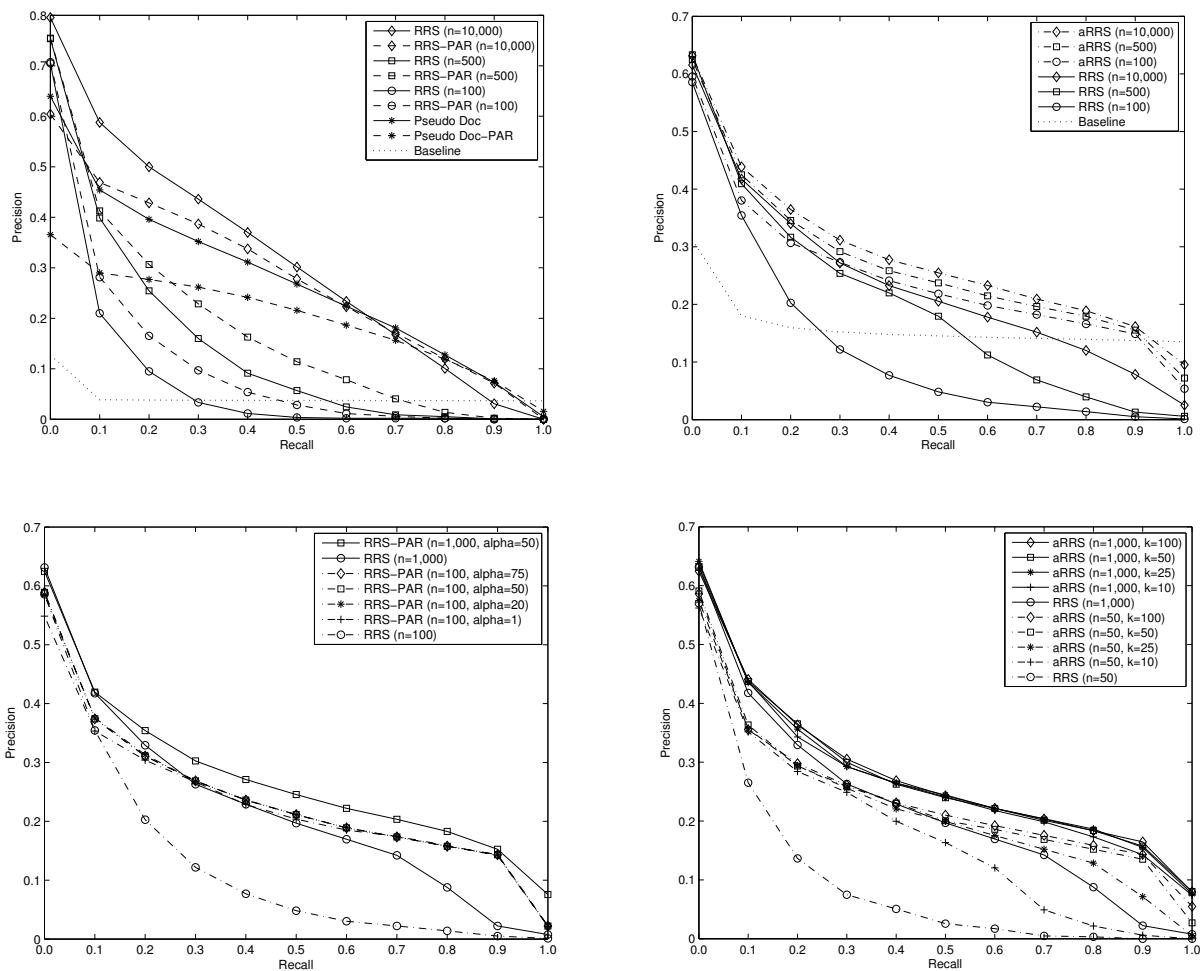 0.8
0.7
0.6
0.5
0.4
0.3
0.2
0.1
0
Precision
0.0 0.1 0.2 0.3 0.4 0.5 0.6 0.7 0.8 0.9 1.0
Recall
RRS (n=10,000)
RRS−PAR (n=10,000)
RRS (n=500)
RRS−PAR (n=500)
RRS (n=100)
RRS−PAR (n=100)
Pseudo Doc
Pseudo Doc−PAR
Baseline
0.7
0.6
0.5
0.4
0.3
0.2
0.1
0
Precision
0.0 0.1 0.2 0.3 0.4 0.5 0.6 0.7 0.8 0.9 1.0
Recall
aRRS (n=10,000)
aRRS (n=500)
aRRS (n=100)
RRS (n=10,000)
RRS (n=500)
RRS (n=100)
Baseline
0.7
0.6
0.5
0.4
0.3
0.2
0.1
0
Precision
0.0 0.1 0.2 0.3 0.4 0.5 0.6 0.7 0.8 0.9 1.0
Recall
RRS−PAR (n=1,000, alpha=50)
RRS (n=1,000)
RRS−PAR (n=100, alpha=75)
RRS−PAR (n=100, alpha=50)
RRS−PAR (n=100, alpha=20)
RRS−PAR (n=100, alpha=1)
RRS (n=100)
0.7
0.6
0.5
0.4
0.3
0.2
0.1
0
Precision
0.0 0.1 0.2 0.3 0.4 0.5 0.6 0.7 0.8 0.9 1.0
Recall
aRRS (n=1,000, k=100)
aRRS (n=1,000, k=50)
aRRS (n=1,000, k=25)
aRRS (n=1,000, k=10)
RRS (n=1,000)
aRRS (n=50, k=100)
aRRS (n=50, k=50)
aRRS (n=50, k=25)
aRRS (n=50, k=10)
RRS (n=50)